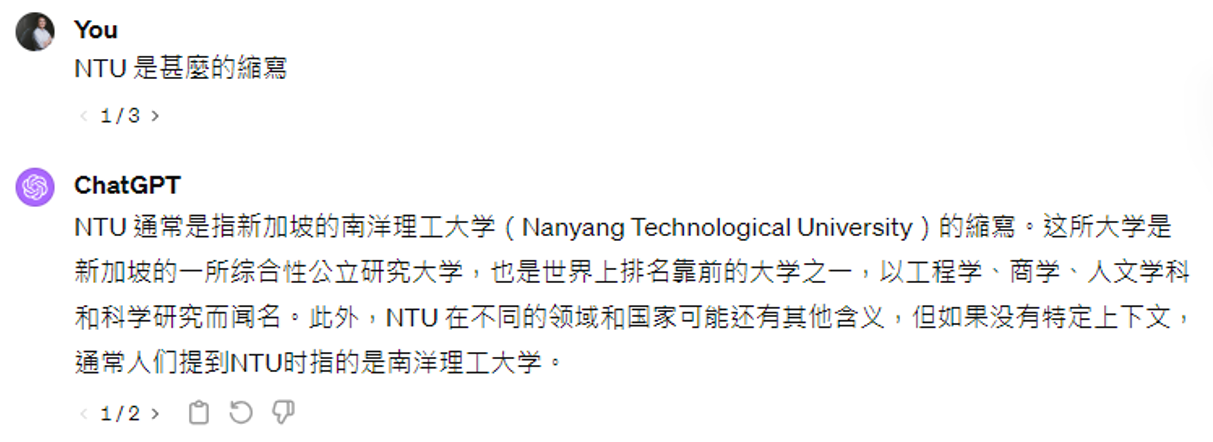 You
NTU 是甚麼的縮寫
< 1/3 >
ChatGPT
NTU 通常是指新加坡的南洋理工大学（Nanyang Technological University）的縮寫。这所大学是
新加坡的一所综合性公立研究大学，也是世界上排名靠前的大学之一，以工程学、商学、人文学科
和科学研究而闻名。此外，NTU 在不同的领域和国家可能还有其他含义，但如果没有特定上下文，
通常人们提到NTU时指的是南洋理工大学。
< 1/2 >